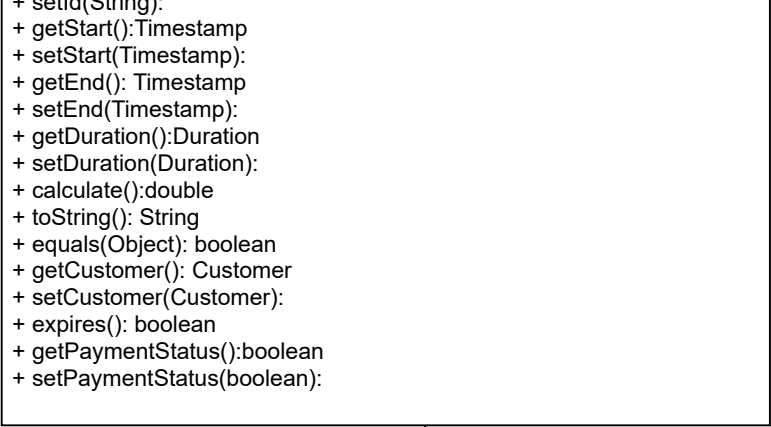 + setId(String):
+ getStart():Timestamp
+ setStart(Timestamp):
+ getEnd(): Timestamp
+ setEnd(Timestamp):
+ getDuration():Duration
+ setDuration(Duration):
+ calculate():double
+ toString(): String
+ equals(Object): boolean
+ getCustomer(): Customer
+ setCustomer(Customer):
+ expires(): boolean
+ getPaymentStatus():boolean
+ setPaymentStatus(boolean):